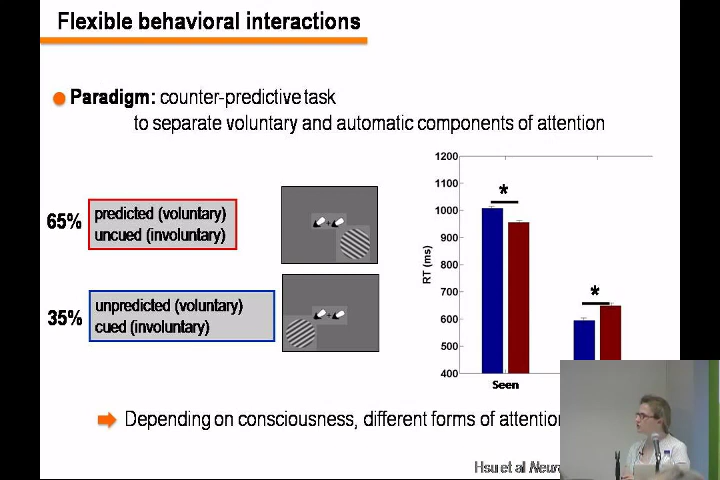 Flexible behavioral interactions
Paradigm: counter-predictive task
to separate voluntary and automatic components of attention
65%
predicted (voluntary)
uncued (involuntary)
35%
unpredicted (voluntary)
cued (involuntary)
1200
1100
1000
900
800
700
600
500
400
RT (ms)
*
*
Seen
Depending on consciousness, different forms of attention
Hsu et al